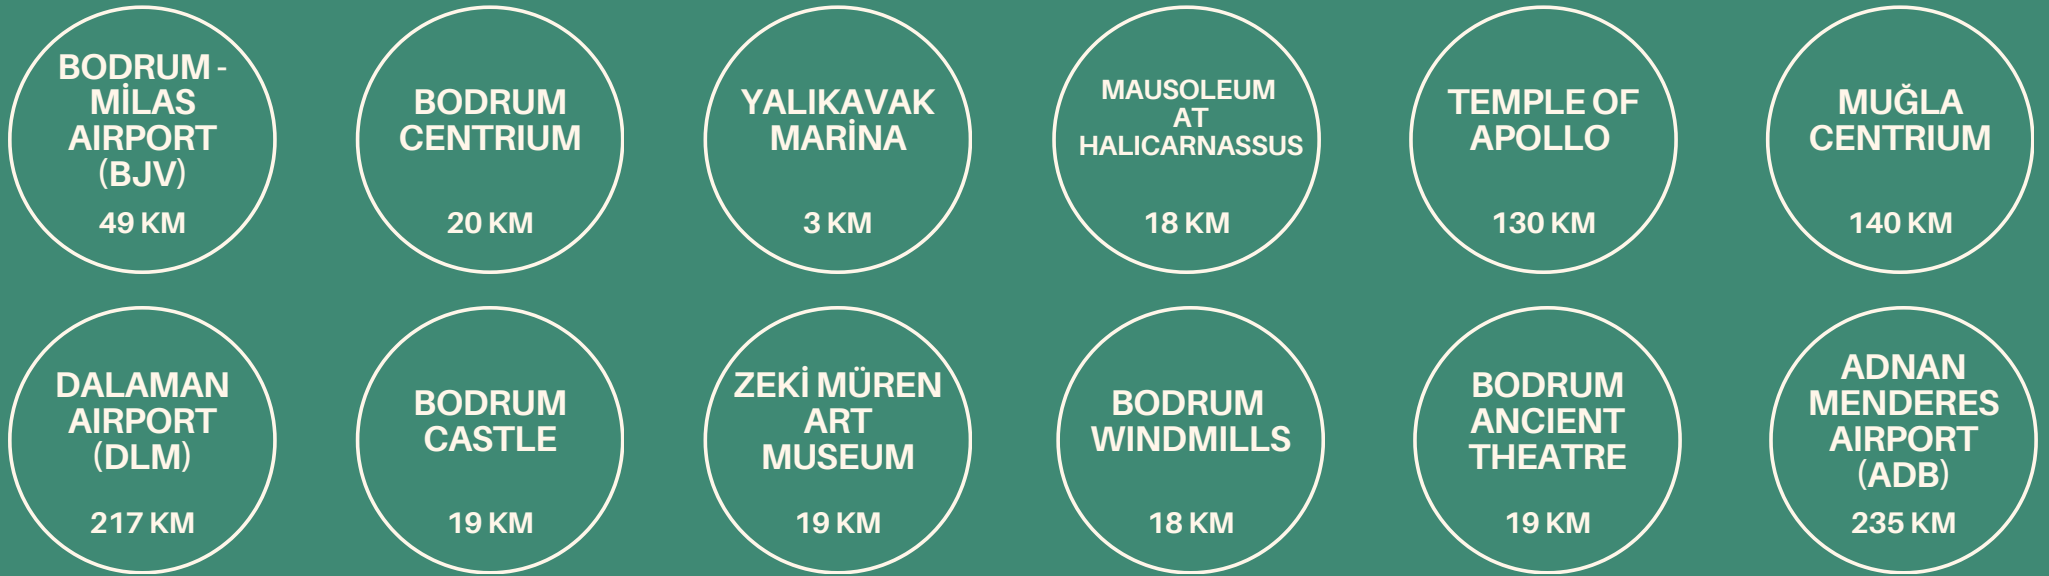 BODRUM -
MİLAS
AIRPORT
(BJV)
49 KM
BODRUM
CENTRIUM
20 KM
YALIKAVAK
MARİNA
3 KM
MAUSOLEUM
AT
HALICARNASSUS
18 KM
TEMPLE OF
APOLLO
130 KM
MUĞLA
CENTRIUM
140 KM
DALAMAN
AIRPORT
(DLM)
217 KM
BODRUM
CASTLE
19 KM
ZEKİ MÜREN
ART
MUSEUM
19 KM
BODRUM
WINDMILLS
18 KM
BODRUM
ANCIENT
THEATRE
19 KM
ADNAN
MENDERES
AIRPORT
(ADB)
235 KM